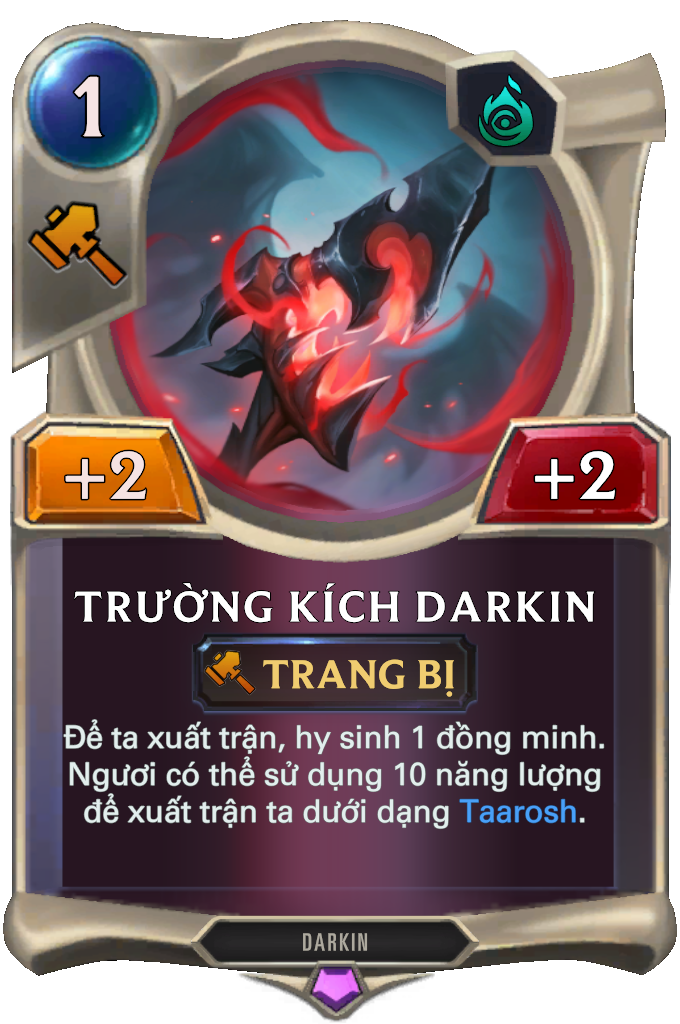 1
+2
+2
TRƯỜNG KÍCH DARKIN
TRANG BỊ
Để ta xuất trận, hy sinh 1 đồng minh.
Ngươi có thể sử dụng 10 năng lượng
để xuất trận ta dưới dạng Taarosh.
DARKIN